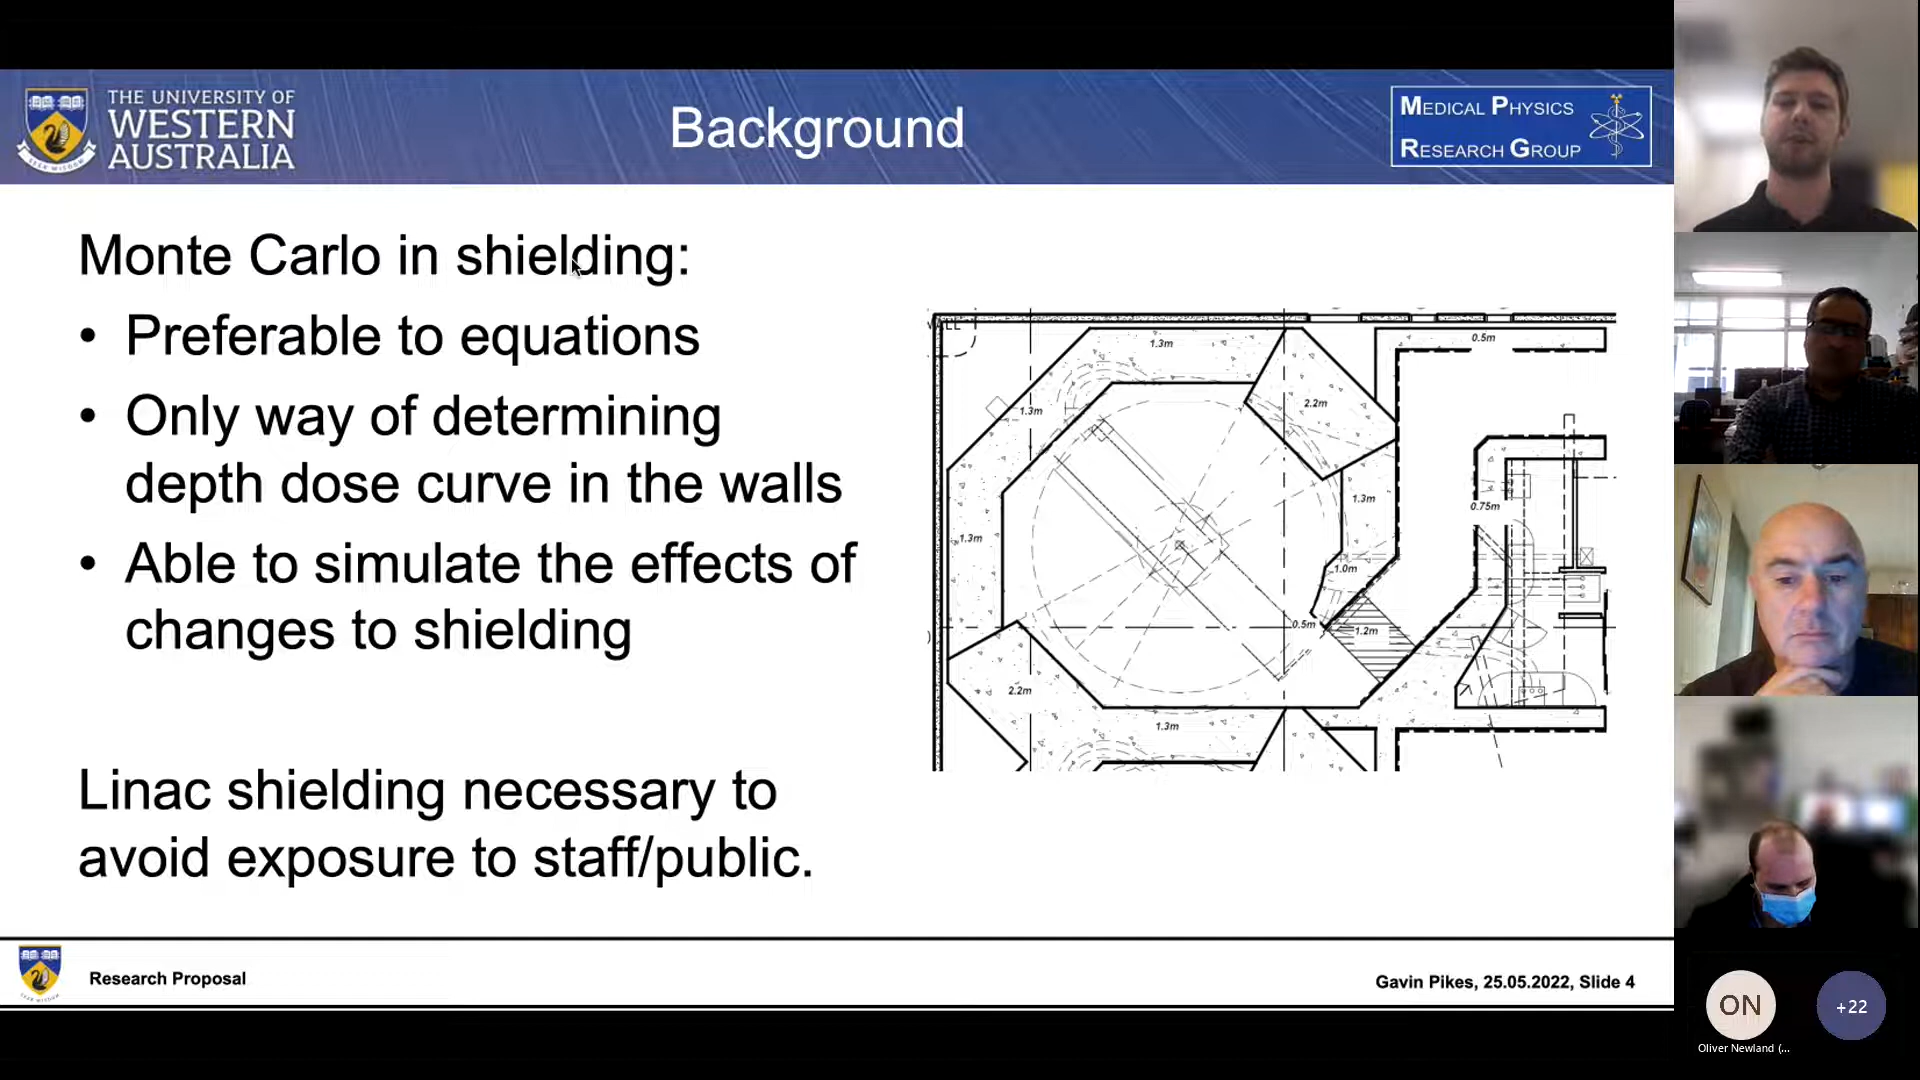 THE UNIVERSITY OF
WESTERN
AUSTRALIA
Background
MEDICAL PHYSICS
RESEARCH GROUP
Monte Carlo in shielding:
• Preferable to equations
• Only way of determining
depth dose curve in the walls
• Able to simulate the effects of
changes to shielding
Linac shielding necessary to
avoid exposure to staff/public.
1.3m
0.5m
1.3m
2.2m
1.3m
0.75m
1.3m
1.0m
0.5m
1.2m
2.2m
1.3m
Research Proposal
Gavin Pikes, 25.05.2022, Slide 4
ON
+22
Oliver Newland (...